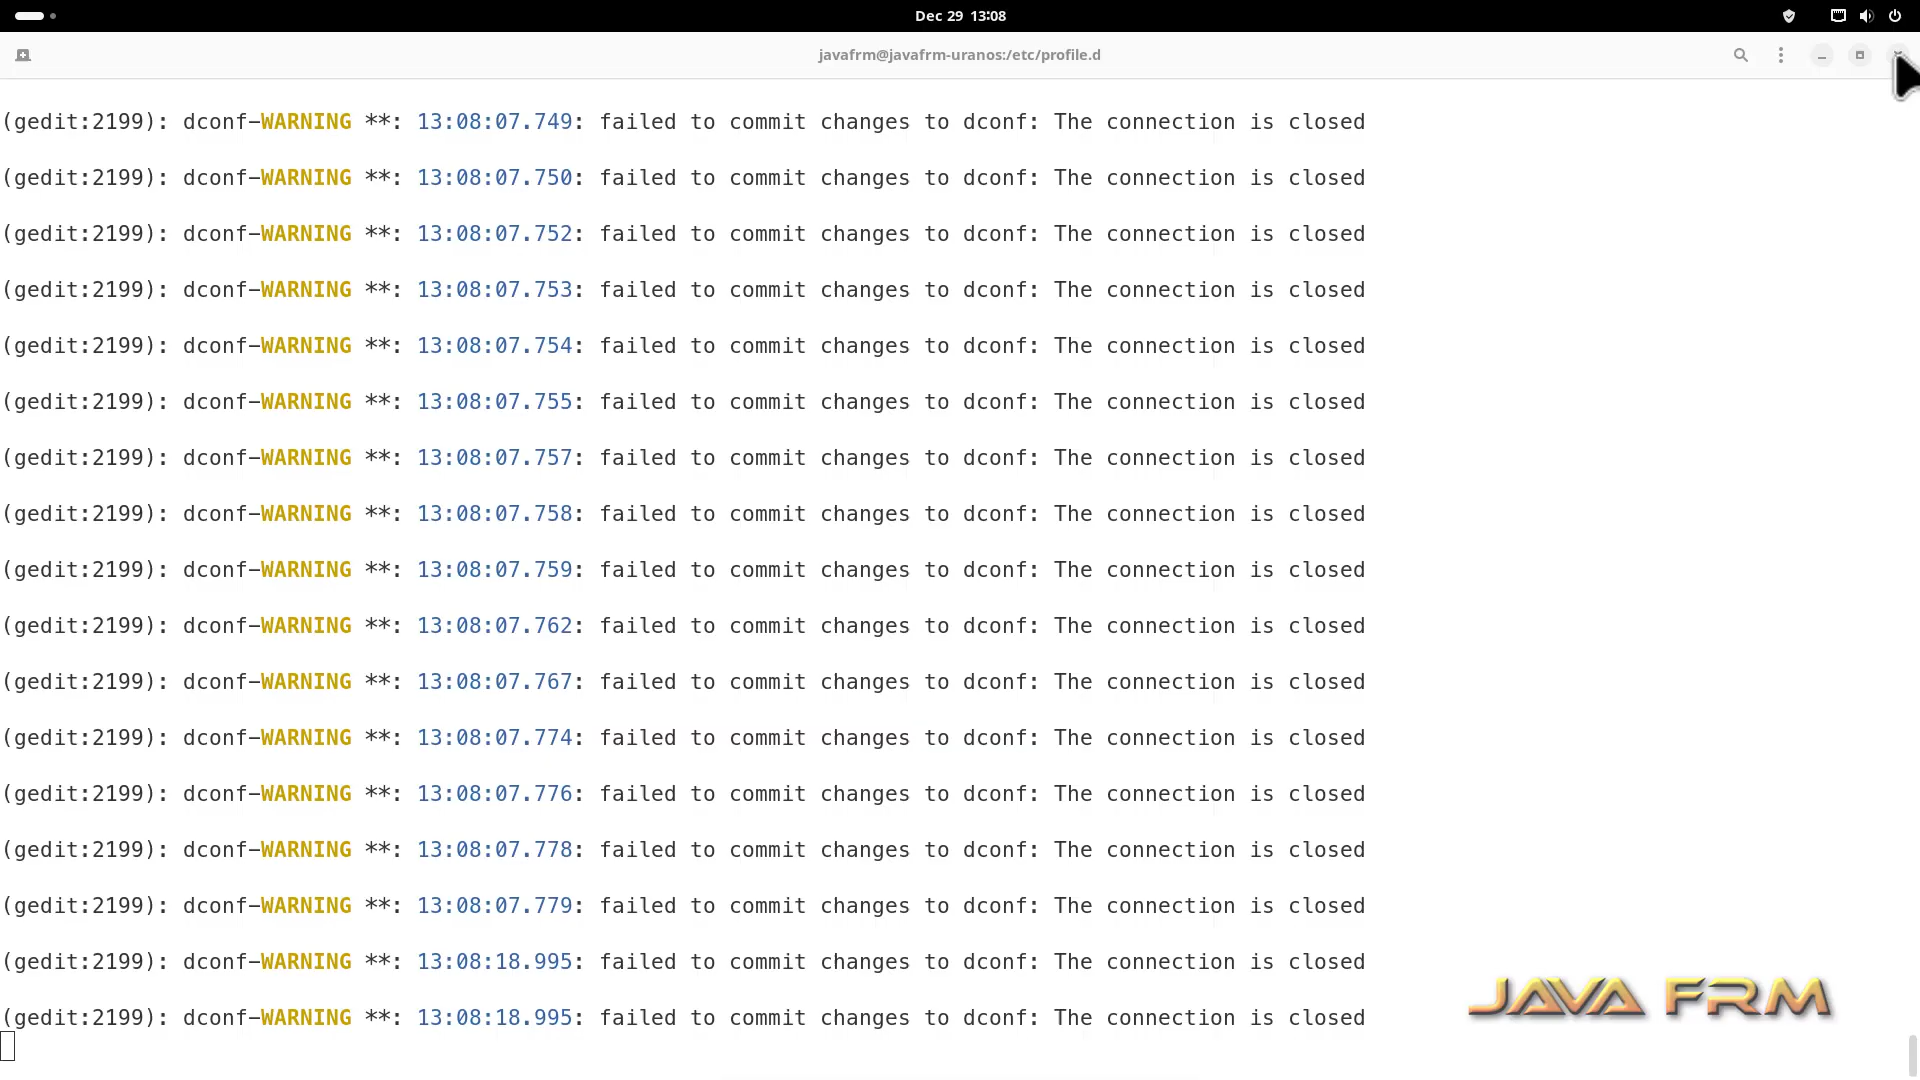 Dec 29 13:08
javafrm@javafrm-uranos:/etc/profile.d
(gedit:2199): dconf-WARNING **: 13:08:07.749: failed to commit changes to dconf: The connection is closed
(gedit:2199): dconf-WARNING **: 13:08:07.750: failed to commit changes to dconf: The connection is closed
(gedit:2199): dconf-WARNING **: 13:08:07.752: failed to commit changes to dconf: The connection is closed
(gedit:2199): dconf-WARNING **: 13:08:07.753: failed to commit changes to dconf: The connection is closed
(gedit:2199): dconf-WARNING **: 13:08:07.754: failed to commit changes to dconf: The connection is closed
(gedit:2199): dconf-WARNING **: 13:08:07.755: failed to commit changes to dconf: The connection is closed
(gedit:2199): dconf-WARNING **: 13:08:07.757: failed to commit changes to dconf: The connection is closed
(gedit:2199): dconf-WARNING **: 13:08:07.758: failed to commit changes to dconf: The connection is closed
(gedit:2199): dconf-WARNING **: 13:08:07.759: failed to commit changes to dconf: The connection is closed
(gedit:2199): dconf-WARNING **: 13:08:07.762: failed to commit changes to dconf: The connection is closed
(gedit:2199): dconf-WARNING **: 13:08:07.767: failed to commit changes to dconf: The connection is closed
(gedit:2199): dconf-WARNING **: 13:08:07.774: failed to commit changes to dconf: The connection is closed
(gedit:2199): dconf-WARNING **: 13:08:07.776: failed to commit changes to dconf: The connection is closed
(gedit:2199): dconf-WARNING **: 13:08:07.778: failed to commit changes to dconf: The connection is closed
(gedit:2199): dconf-WARNING **: 13:08:07.779: failed to commit changes to dconf: The connection is closed
(gedit:2199): dconf-WARNING **: 13:08:18.995: failed to commit changes to dconf: The connection is closed
(gedit:2199): dconf-WARNING **: 13:08:18.995: failed to commit changes to dconf: The connection is closed
JAVA FRM